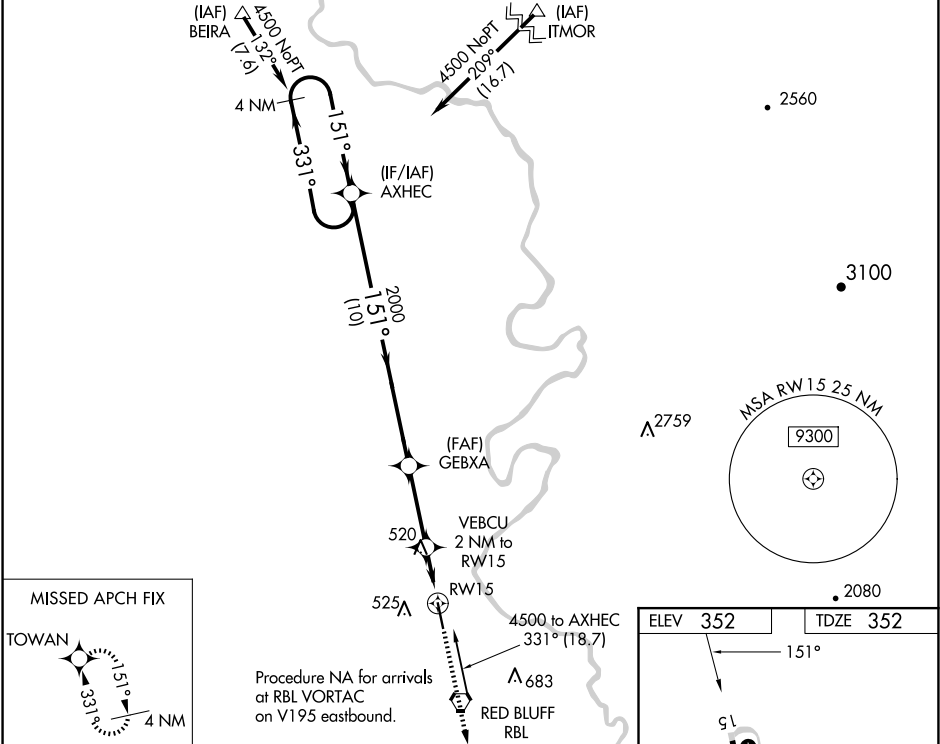 (IAF)
BEIRA
4500 NoPT
132°
(7.6)
(IAF)
ITMOR
4500 NoPT
209°
(16.7)
2560
4 NM
151°
331°
(IF/IAF)
AXHEC
3100
2000
151°
(10)
MSA RW15 25 NM
9300
2759
(FAF)
GEBXA
520
VEBCU
2 NM to
RW15
RW15
525
2080
MISSED APCH FIX
TOWAN
151°
331°
4 NM
4500 to AXHEC
331° (18.7)
683
Procedure NA for arrivals
at RBL VORTAC
on V195 eastbound.
RED BLUFF
RBL
ELEV 352
TDZE 352
151°
15